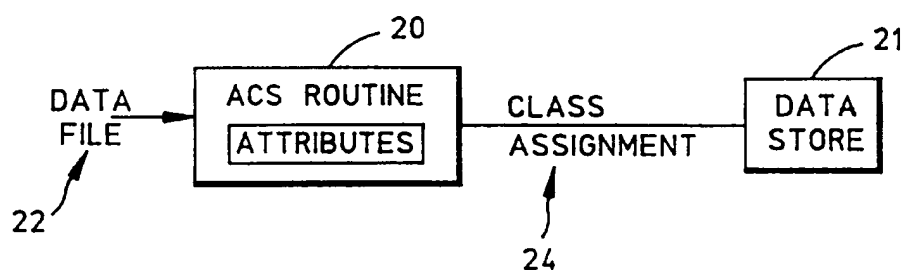 20
21
DATA
FILE
22
ACS ROUTINE
ATTRIBUTES
CLASS
ASSIGNMENT
24
DATA
STORE